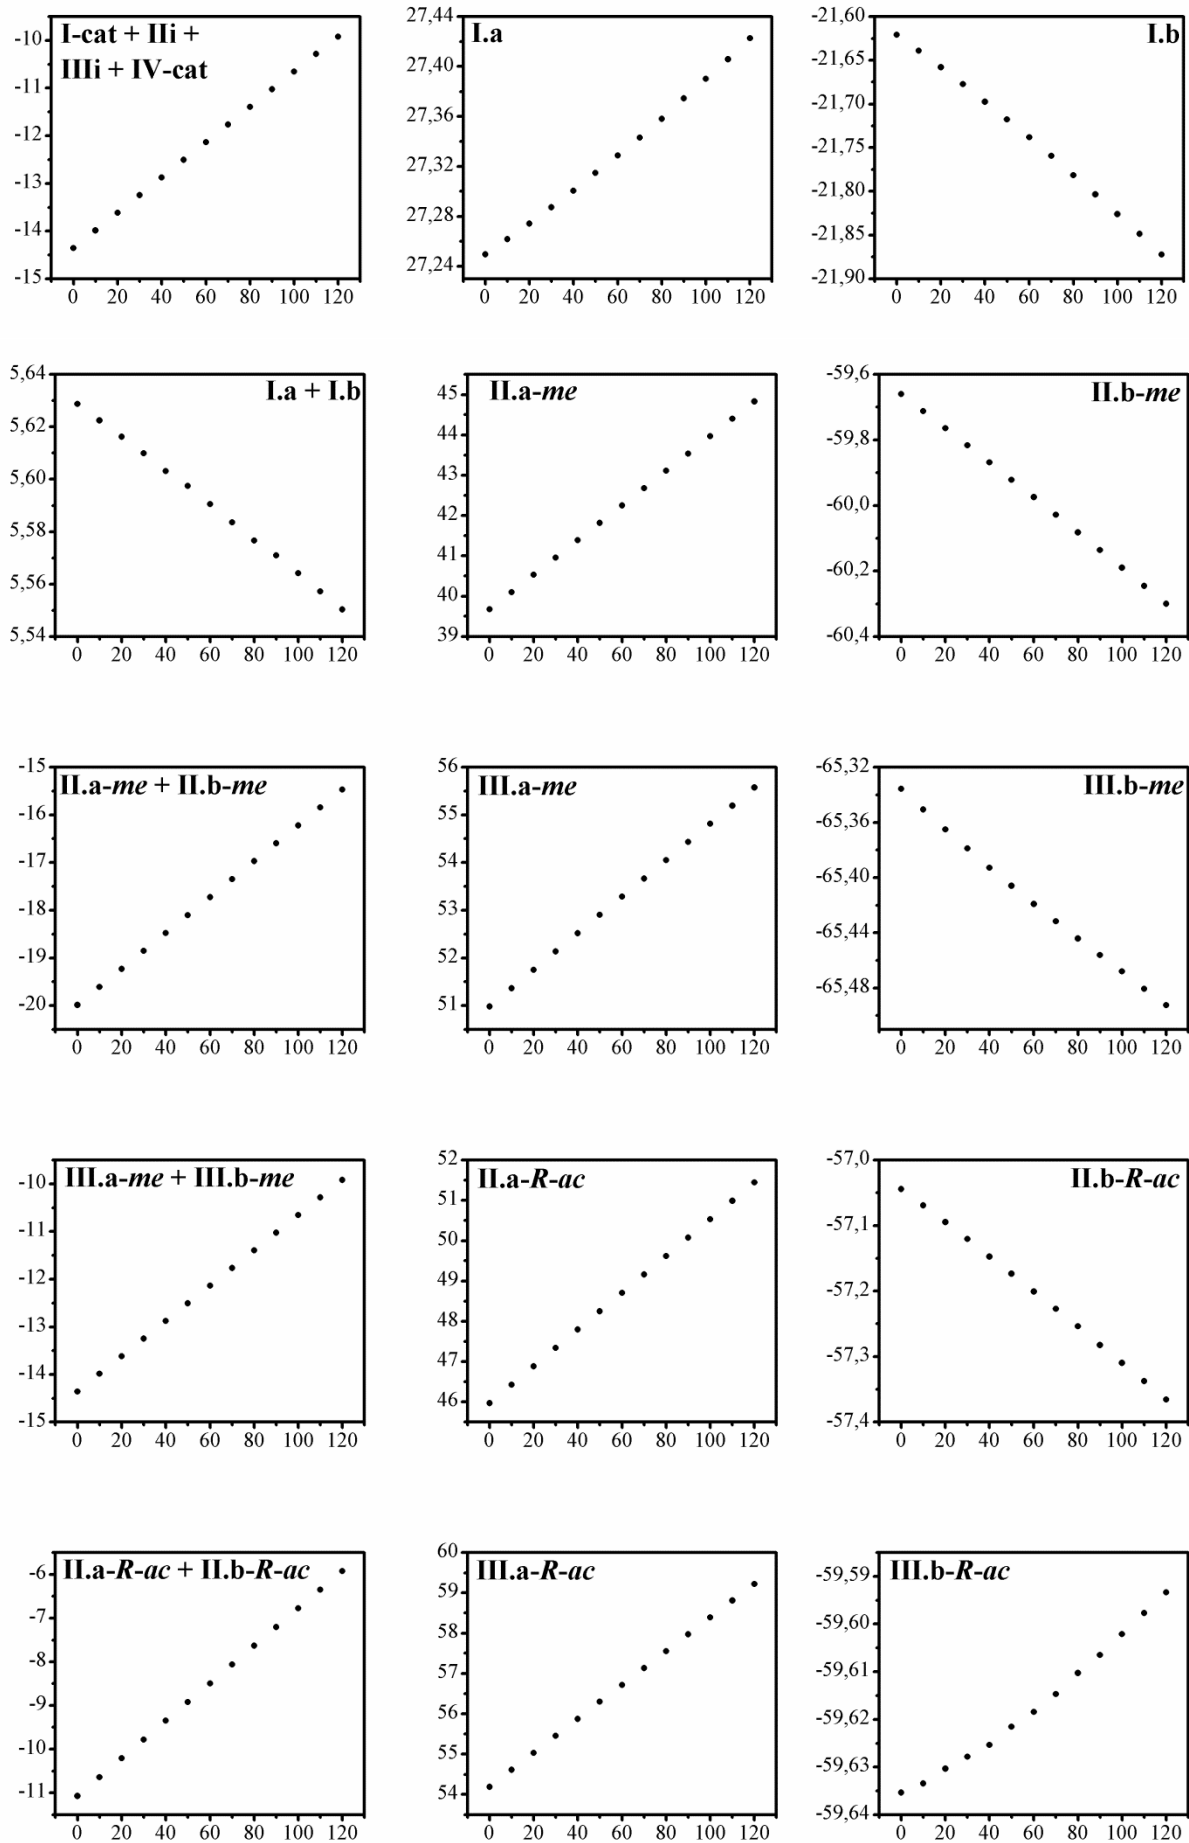 I-cat + IIi +
IIIi + IV-cat
-10
-11
-12
-13
-14
-15
0 20 40 60 80 100 120
I.a
27,44
27,40
27,36
27,32
27,28
27,24
0 20 40 60 80 100 120
I.b
-21,60
-21,65
-21,70
-21,75
-21,80
-21,85
-21,90
0 20 40 60 80 100 120
I.a + I.b
5,64
5,62
5,60
5,58
5,56
5,54
0 20 40 60 80 100 120
II.a-me
45
44
43
42
41
40
39
0 20 40 60 80 100 120
II.b-me
-59,6
-59,8
-60,0
-60,2
-60,4
0 20 40 60 80 100 120
II.a-me + II.b-me
-15
-16
-17
-18
-19
-20
0 20 40 60 80 100 120
III.a-me
56
55
54
53
52
51
0 20 40 60 80 100 120
III.b-me
-65,32
-65,36
-65,40
-65,44
-65,48
0 20 40 60 80 100 120
III.a-me + III.b-me
-10
-11
-12
-13
-14
-15
0 20 40 60 80 100 120
II.a-R-ac
52
51
50
49
48
47
46
0 20 40 60 80 100 120
II.b-R-ac
-57,0
-57,1
-57,2
-57,3
-57,4
0 20 40 60 80 100 120
II.a-R-ac + II.b-R-ac
-6
-7
-8
-9
-10
-11
0 20 40 60 80 100 120
III.a-R-ac
60
59
58
57
56
55
54
0 20 40 60 80 100 120
III.b-R-ac
-59,59
-59,60
-59,61
-59,62
-59,63
-59,64
0 20 40 60 80 100 120